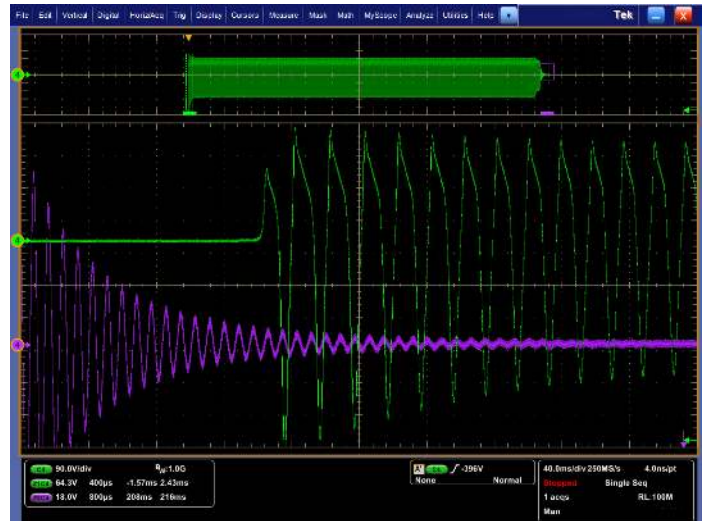 File Edit Vertical Digital Horiz/Acq Trig Display Cursors Measure Mask Math MyScope Analyze Utilities Help Tek
90.0V/div 1.0G
64.3V 400µs -1.57ms 2.43ms
18.0V 800µs 208ms 216ms
A' -396V
None Normal
40.0ms/div 250MS/s 4.0ns/pt
Stopped Single Seq
1 acqs RL:100M
Man